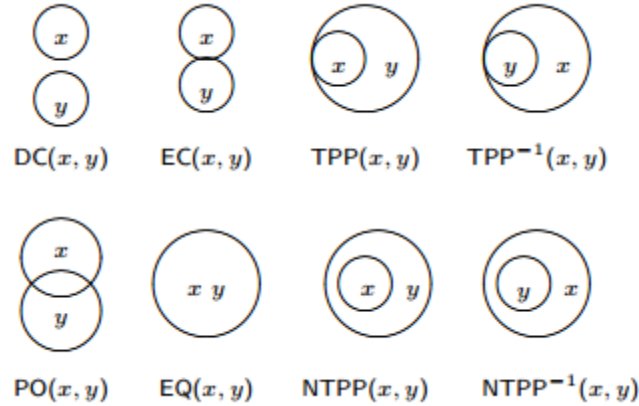 x x x y y x
y y
DC(x, y) EC(x, y) TPP(x, y) TPP⁻¹(x, y)
x x y x y y x
y
PO(x, y) EQ(x, y) NTPP(x, y) NTPP⁻¹(x, y)